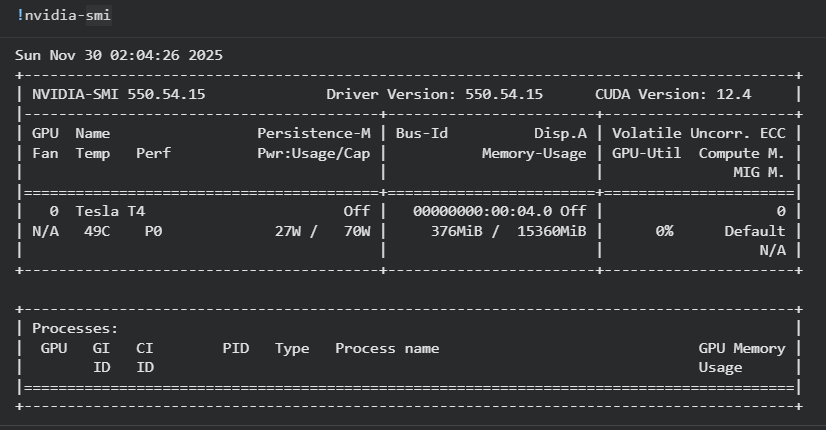 !nvidia-smi
Sun Nov 30 02:04:26 2025
+-----------------------------------------------------------------------------------------+
| NVIDIA-SMI 550.54.15              Driver Version: 550.54.15      CUDA Version: 12.4     |
|-----------------------------------------+------------------------+----------------------+
| GPU  Name                 Persistence-M | Bus-Id          Disp.A | Volatile Uncorr. ECC |
| Fan  Temp   Perf          Pwr:Usage/Cap |           Memory-Usage | GPU-Util  Compute M. |
|                                         |                        |               MIG M. |
|=========================================+========================+======================|
|   0  Tesla T4                       Off |   00000000:00:04.0 Off |                    0 |
| N/A   49C    P0             27W /   70W |     376MiB /  15360MiB |      0%      Default |
|                                         |                        |                  N/A |
+-----------------------------------------+------------------------+----------------------+
+-----------------------------------------------------------------------------------------+
| Processes:                                                                              |
|  GPU   GI   CI        PID   Type   Process name                              GPU Memory |
|        ID   ID                                                               Usage      |
|=========================================================================================|
+-----------------------------------------------------------------------------------------+